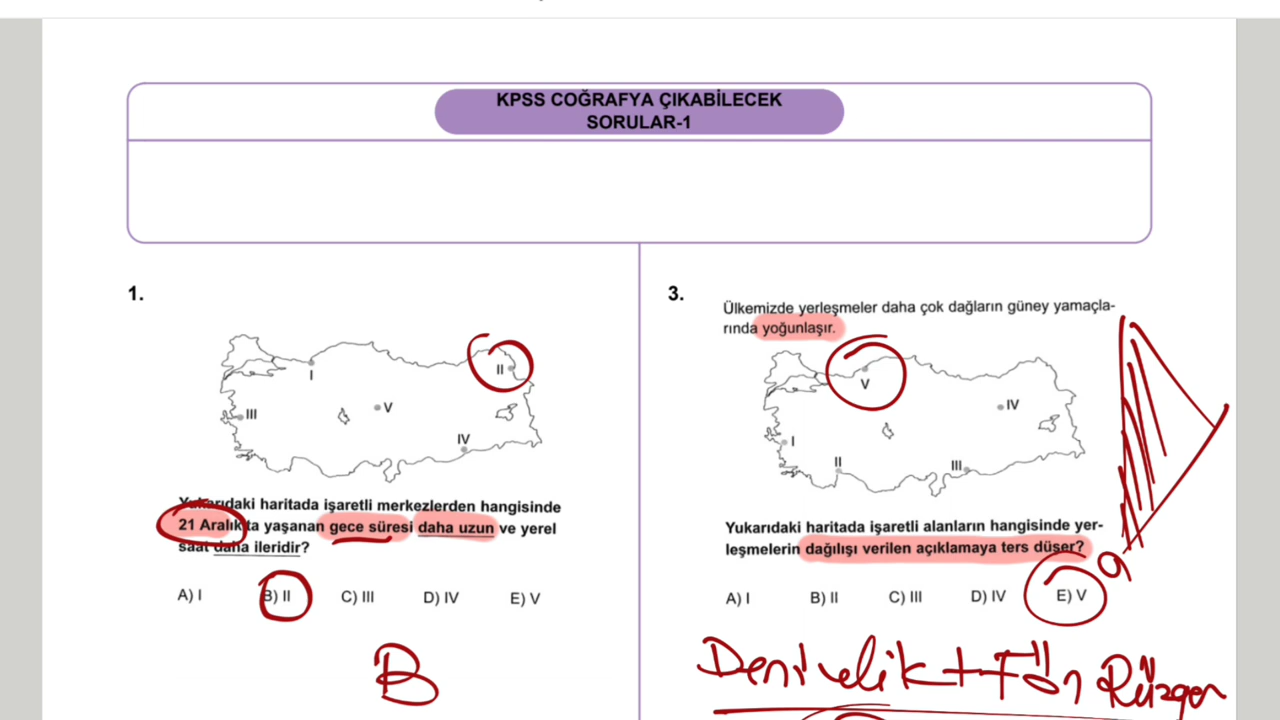 KPSS COĞRAFYA ÇIKABİLECEK
SORULAR-1
1.
I
II
III
V
IV
Yukarıdaki haritada işaretli merkezlerden hangisinde
21 Aralık'ta yaşanan gece süresi daha uzun ve yerel
saat daha ileridir?
A) I B) II C) III D) IV E) V
B
3.
Ülkemizde yerleşmeler daha çok dağların güney yamaçla-
rında yoğunlaşır.
V
IV
I
II
III
Yukarıdaki haritada işaretli alanların hangisinde yer-
leşmelerin dağılışı verilen açıklamaya ters düşer?
A) I B) II C) III D) IV E) V
Denizellik + Fön Rüzgarı